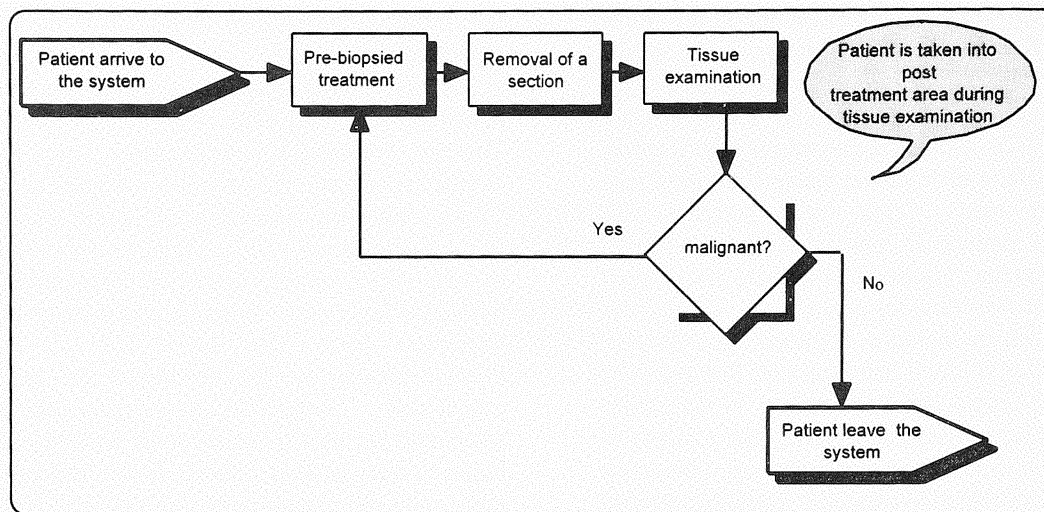 Patient arrive to
the system
Pre-biopsied
treatment
Removal of a
section
Tissue
examination
Patient is taken into
post
treatment area during
tissue examination
Yes
malignant?
No
Patient leave the
system